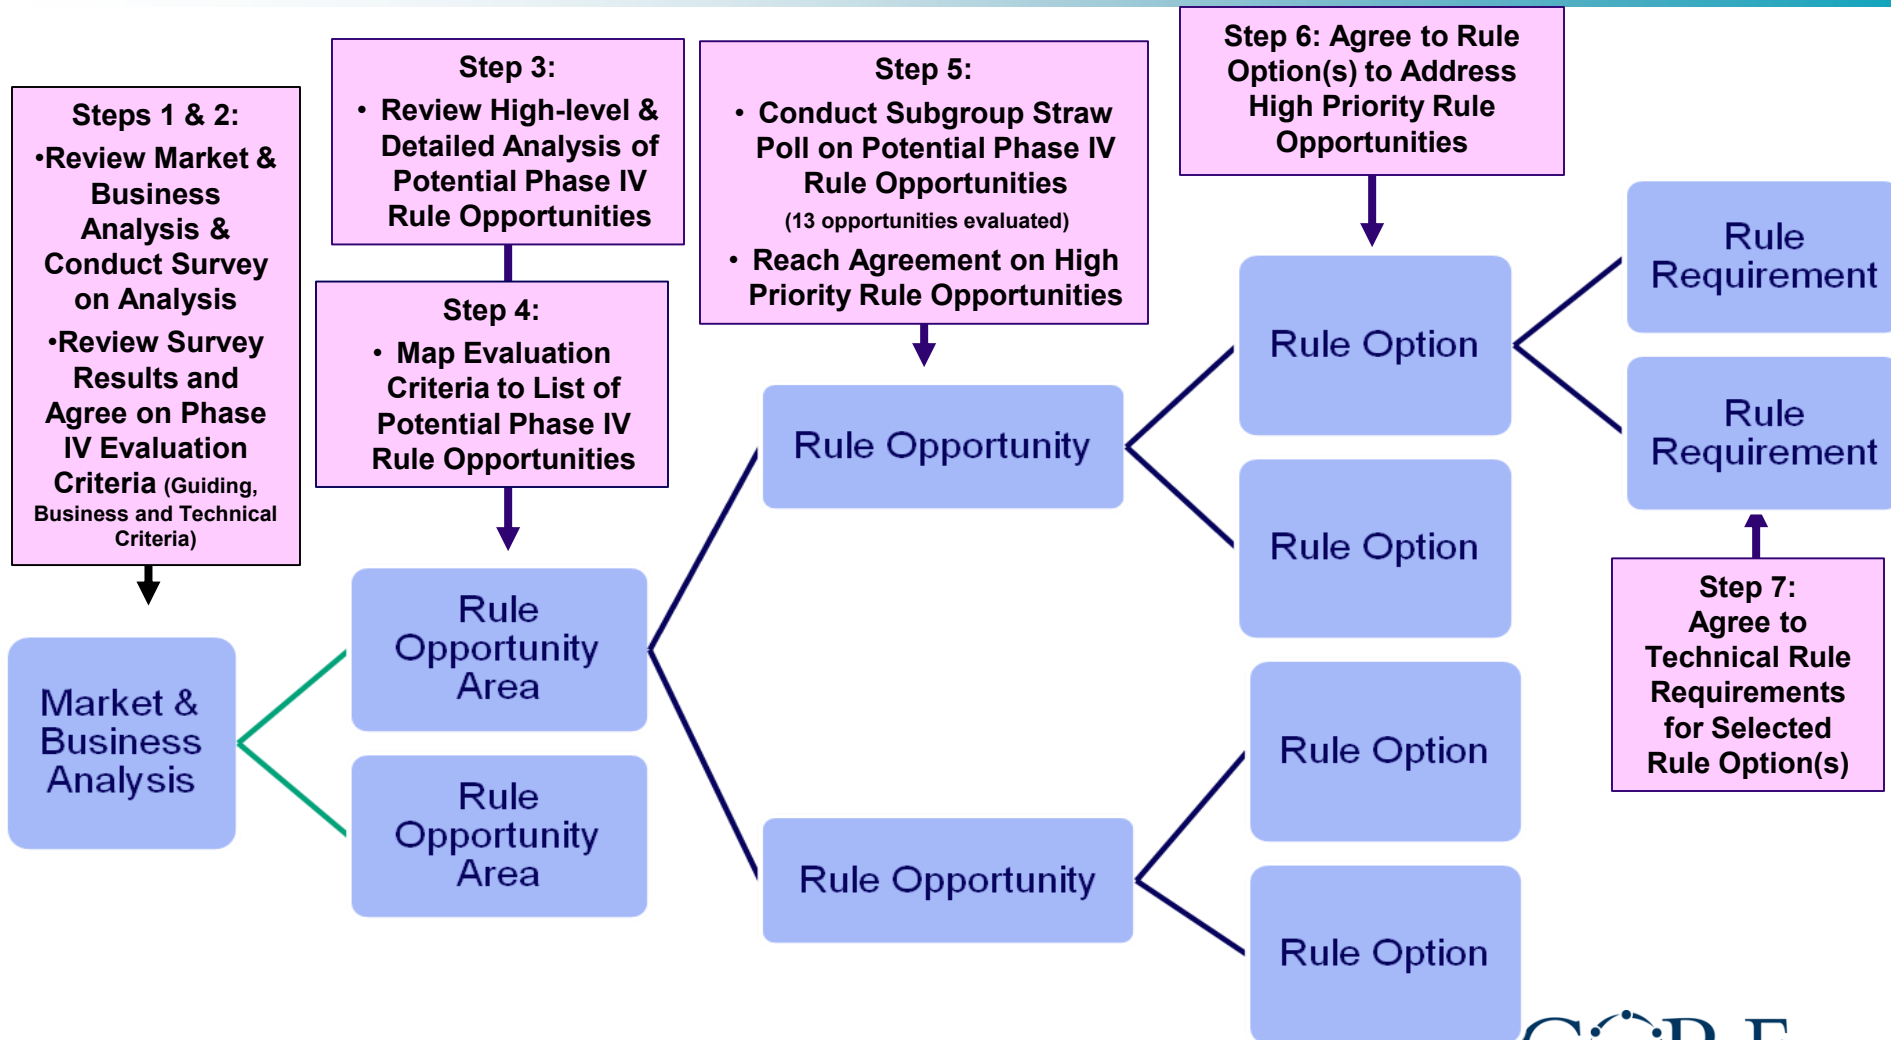 Steps 1 & 2:
•Review Market &
Business
Analysis &
Conduct Survey
on Analysis
•Review Survey
Results and
Agree on Phase
IV Evaluation
Criteria (Guiding,
Business and Technical
Criteria)
Step 3:
• Review High-level &
Detailed Analysis of
Potential Phase IV
Rule Opportunities
Step 4:
• Map Evaluation
Criteria to List of
Potential Phase IV
Rule Opportunities
Step 5:
• Conduct Subgroup Straw
Poll on Potential Phase IV
Rule Opportunities
(13 opportunities evaluated)
• Reach Agreement on High
Priority Rule Opportunities
Step 6: Agree to Rule
Option(s) to Address
High Priority Rule
Opportunities
Step 7:
Agree to
Technical Rule
Requirements
for Selected
Rule Option(s)
Market &
Business
Analysis
Rule
Opportunity
Area
Rule
Opportunity
Area
Rule Opportunity
Rule Opportunity
Rule Option
Rule Option
Rule Option
Rule Option
Rule
Requirement
Rule
Requirement
CORE